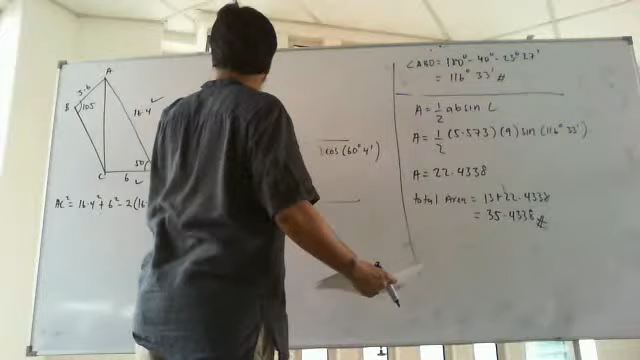 A
3.6
B
105
16.4
50
C
6
AC² = 16.4² + 6² - 2(16.
) cos (60° 4')
∠ABD = 180° - 40° - 23° 27'
= 116° 33' #
A = 1/2 ab sin C
A = 1/2 (5.573)(9) sin (116° 33')
A = 22.4338
Total Area = 13 + 22.4338
= 35.4338 #